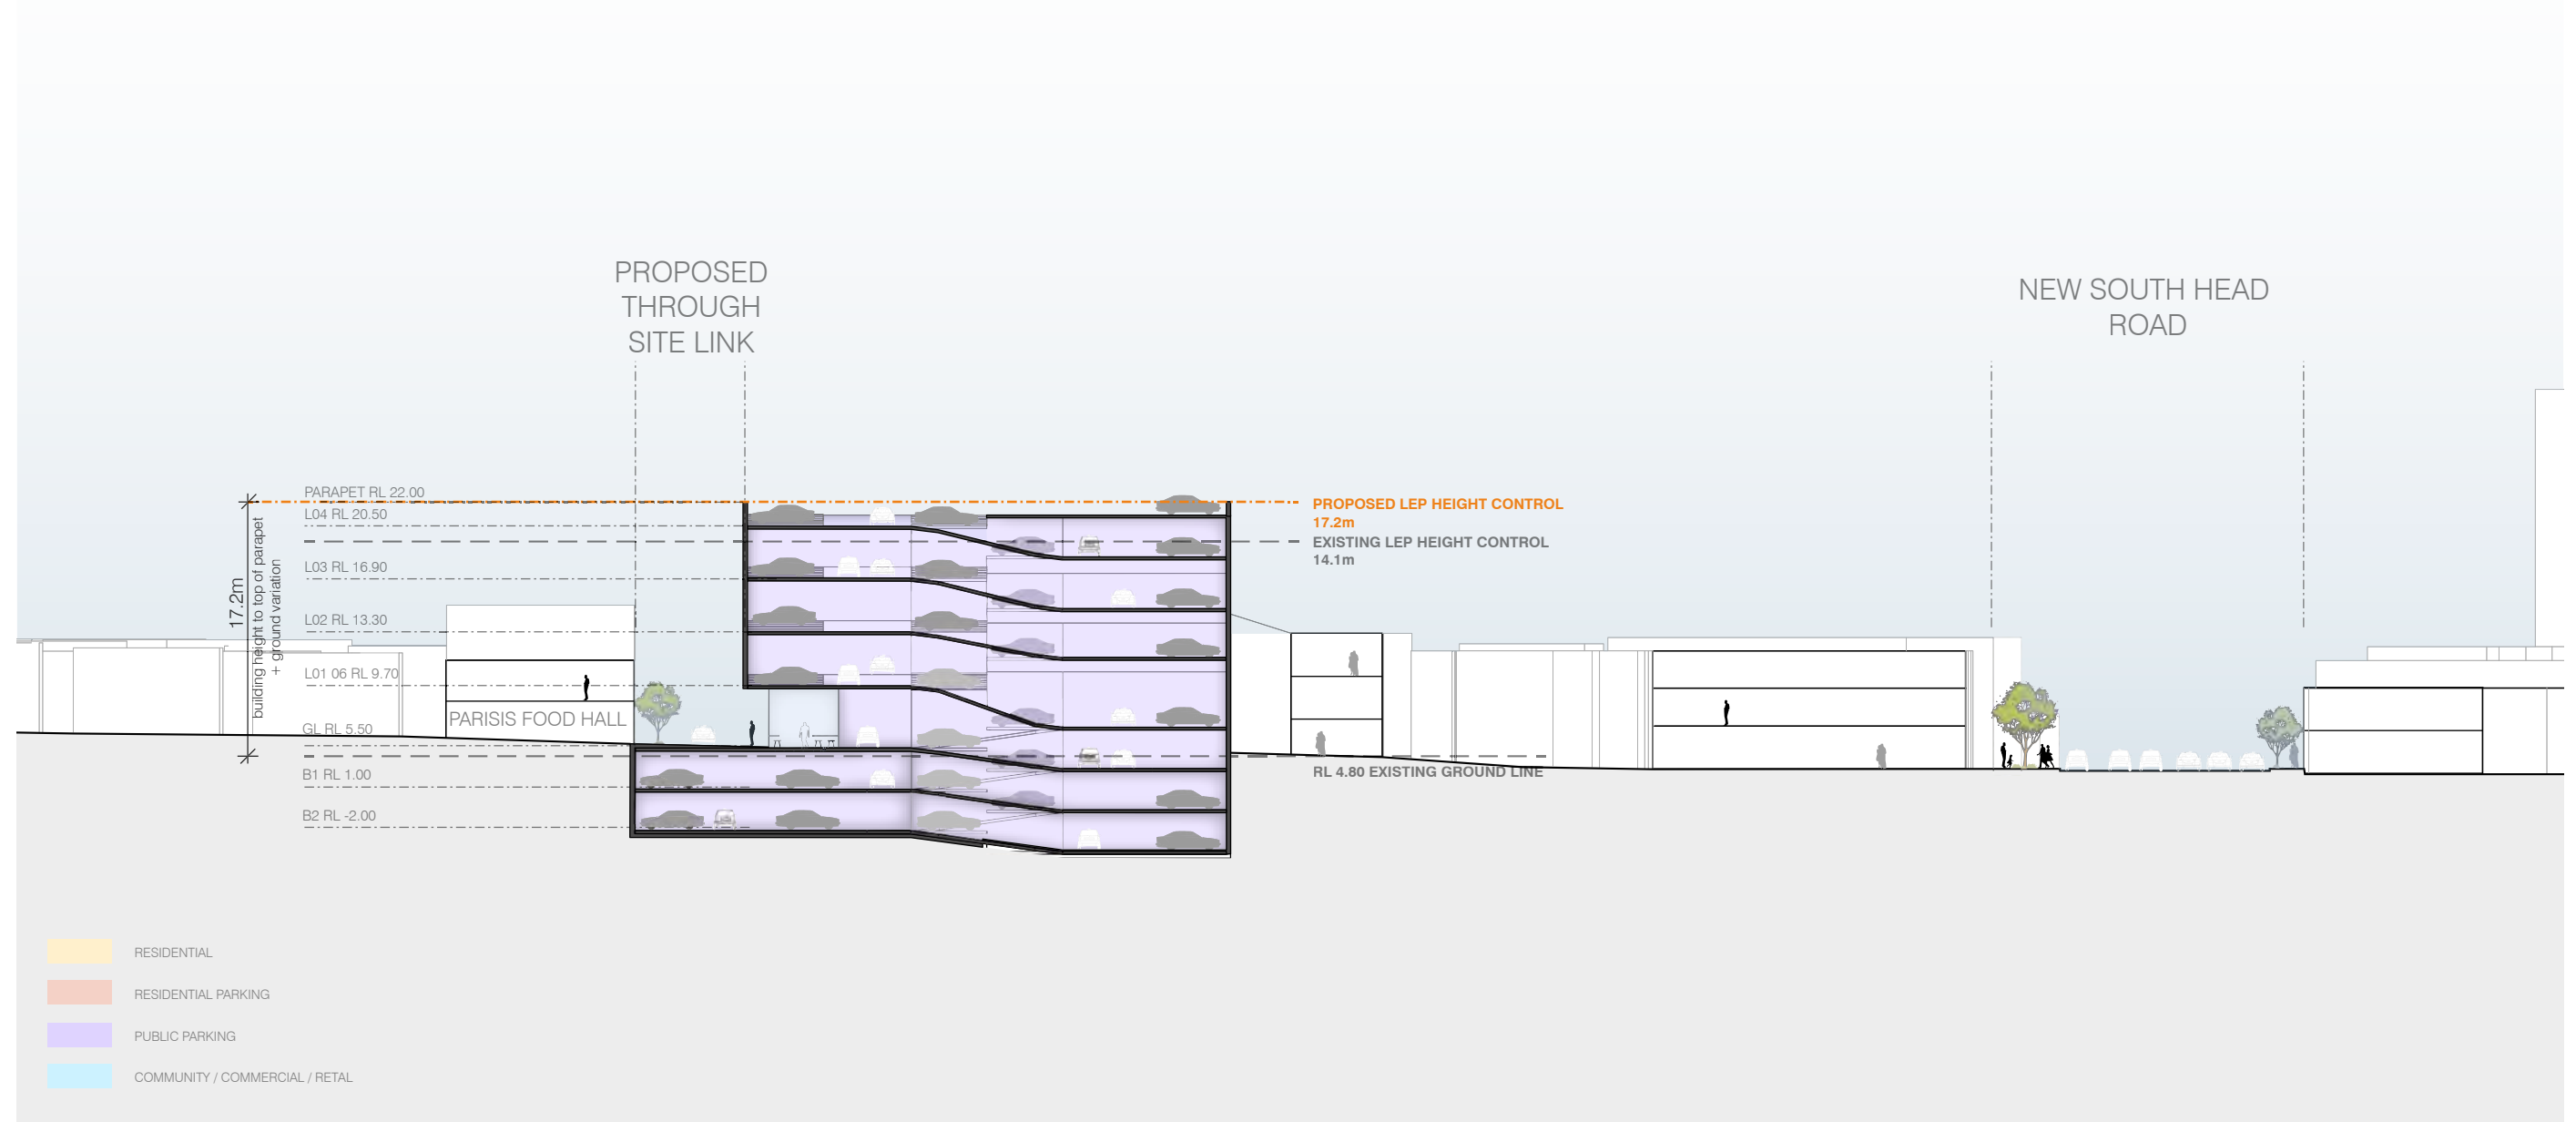 PROPOSED
THROUGH
SITE LINK
NEW SOUTH HEAD
ROAD
PARAPET RL 22.00
L04 RL 20.50
L03 RL 16.90
L02 RL 13.30
L01 06 RL 9.70
GL RL 5.50
B1 RL 1.00
B2 RL -2.00
17.2m
building height to top of parapet
+ ground variation
PARISIS FOOD HALL
PROPOSED LEP HEIGHT CONTROL
17.2m
EXISTING LEP HEIGHT CONTROL
14.1m
RL 4.80 EXISTING GROUND LINE
RESIDENTIAL
RESIDENTIAL PARKING
PUBLIC PARKING
COMMUNITY / COMMERCIAL / RETAL